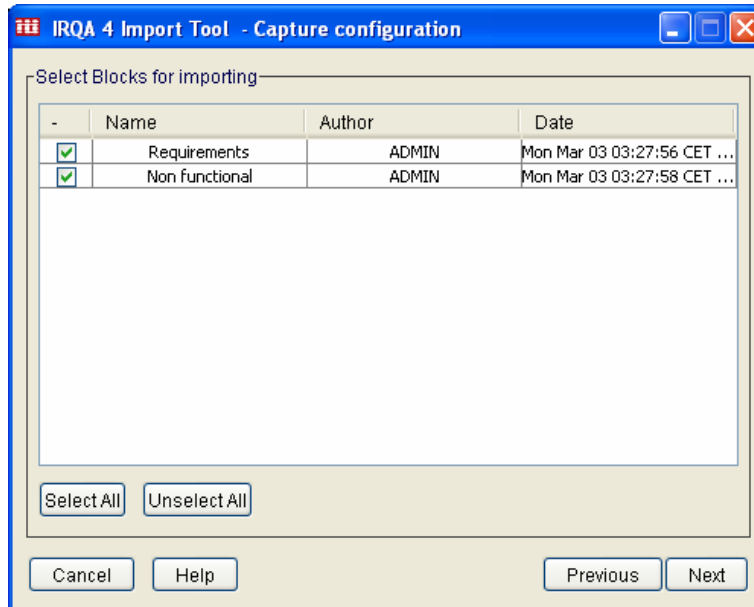 IRQA 4 Import Tool - Capture configuration
Select Blocks for importing
- Name Author Date
Requirements ADMIN Mon Mar 03 03:27:56 CET ...
Non functional ADMIN Mon Mar 03 03:27:58 CET ...
Select All Unselect All
Cancel Help Previous Next